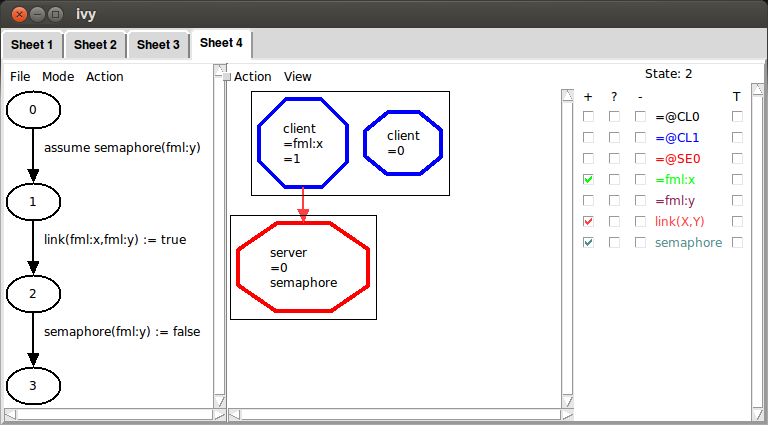 ivy
Sheet 1 Sheet 2 Sheet 3 Sheet 4
File Mode Action
0
assume semaphore(fml:y)
1
link(fml:x,fml:y) := true
2
semaphore(fml:y) := false
3
Action View
client
=fml:x
=1
client
=0
server
=0
semaphore
State: 2
+ ? - T
=@CL0
=@CL1
=@SE0
=fml:x
=fml:y
link(X,Y)
semaphore